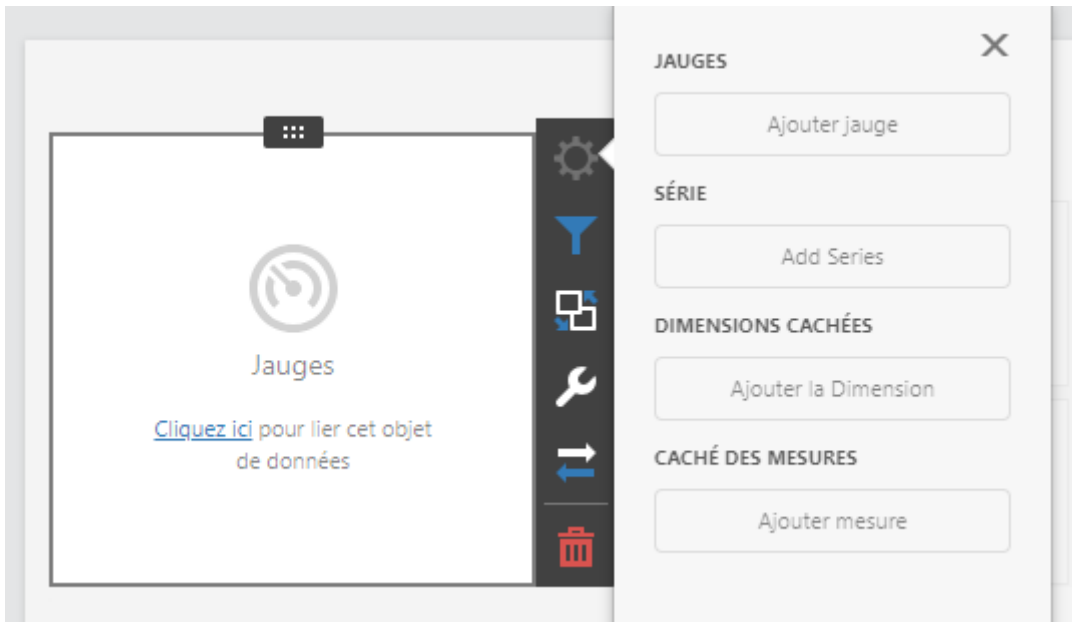 JAUGES
Ajouter jauge
SÉRIE
Add Series
DIMENSIONS CACHÉES
Ajouter la Dimension
CACHÉ DES MESURES
Ajouter mesure
Jauges
Cliquez ici pour lier cet objet
de données